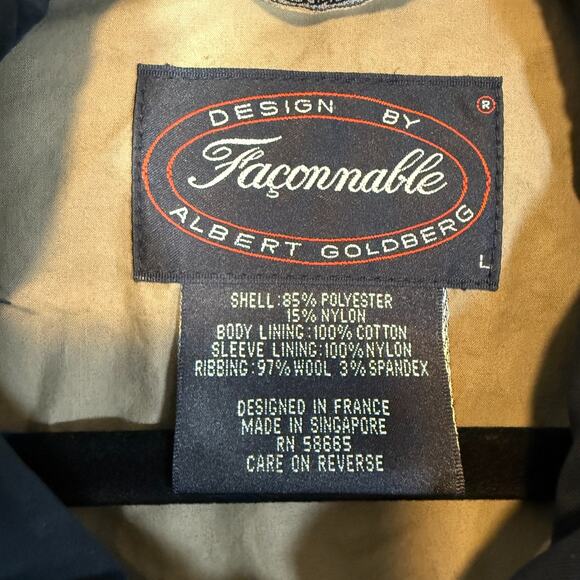 DESIGN BY
®
Façonnable
ALBERT GOLDBERG
L
SHELL:85% POLYESTER
15% NYLON
BODY LINING:100% COTTON
SLEEVE LINING:100% NYLON
RIBBING:97% WOOL 3% SPANDEX
DESIGNED IN FRANCE
MADE IN SINGAPORE
RN 58665
CARE ON REVERSE